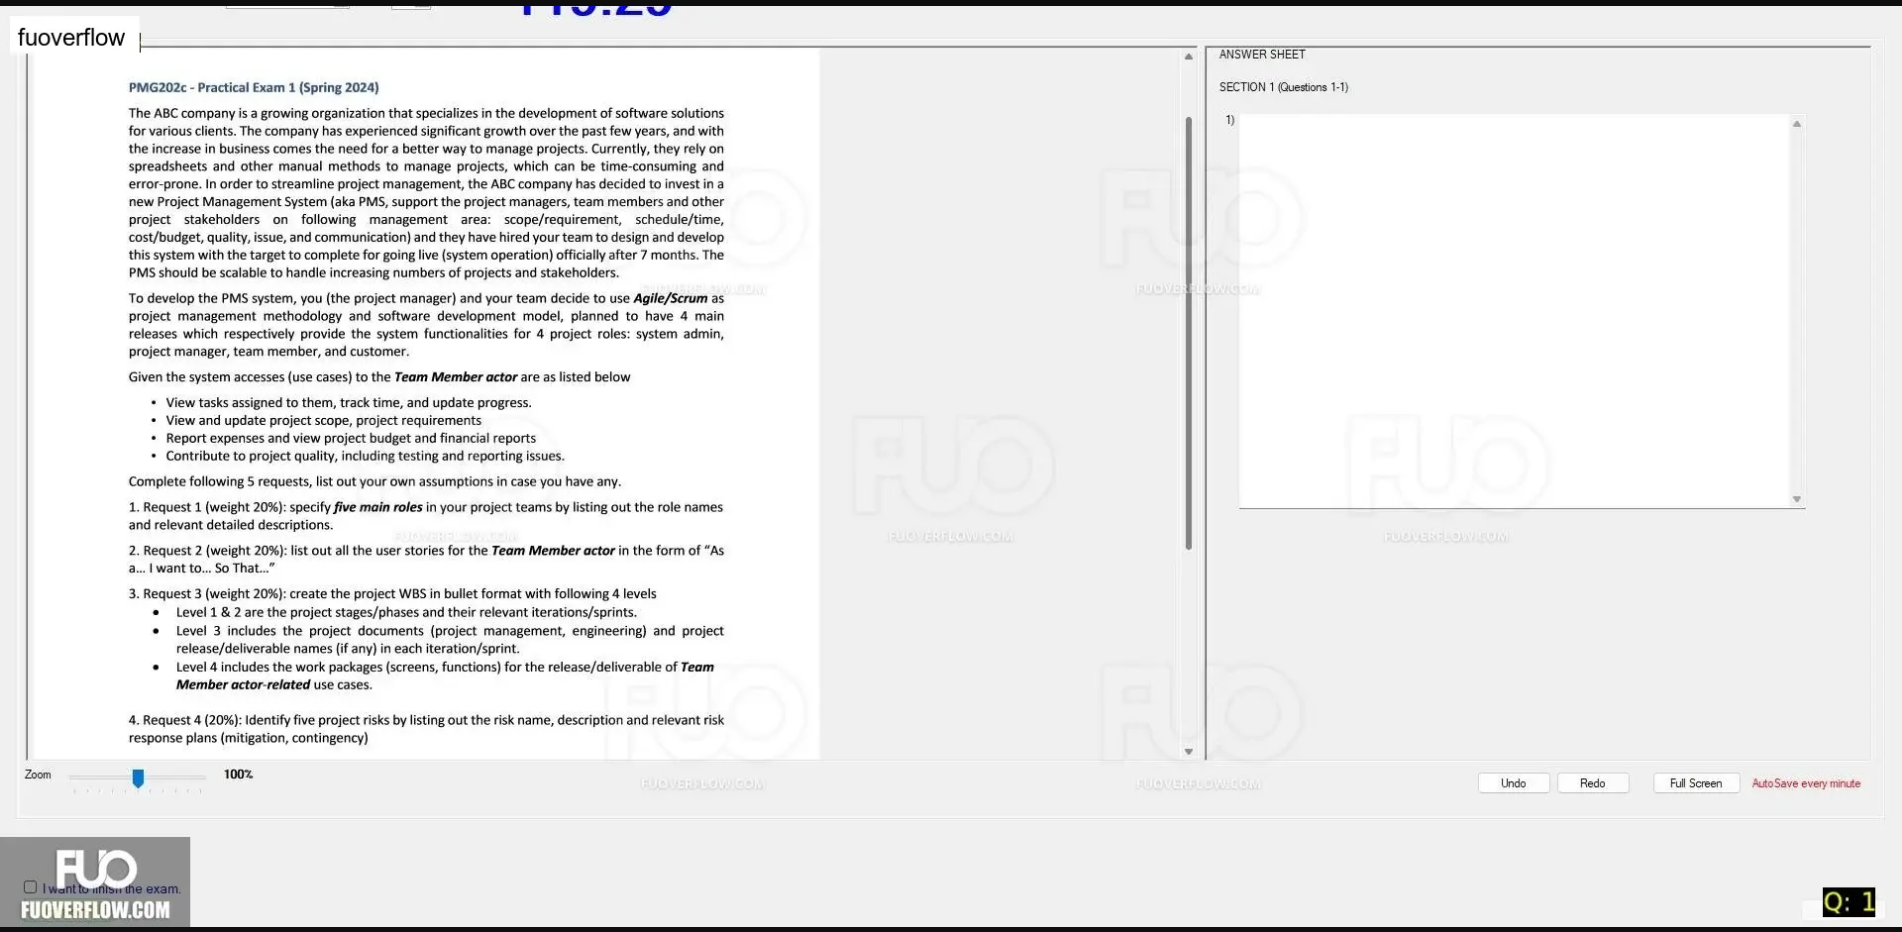 fuoverflow
PMG202c - Practical Exam 1 (Spring 2024)
The ABC company is a growing organization that specializes in the development of software solutions
for various clients. The company has experienced significant growth over the past few years, and with
the increase in business comes the need for a better way to manage projects. Currently, they rely on
spreadsheets and other manual methods to manage projects, which can be time-consuming and
error-prone. In order to streamline project management, the ABC company has decided to invest in a
new Project Management System (aka PMS, support the project managers, team members and other
project stakeholders on following management area: scope/requirement, schedule/time,
cost/budget, quality, issue, and communication) and they have hired your team to design and develop
this system with the target to complete for going live (system operation) officially after 7 months. The
PMS should be scalable to handle increasing numbers of projects and stakeholders.
To develop the PMS system, you (the project manager) and your team decide to use Agile/Scrum as
project management methodology and software development model, planned to have 4 main
releases which respectively provide the system functionalities for 4 project roles: system admin,
project manager, team member, and customer.
Given the system accesses (use cases) to the Team Member actor are as listed below
• View tasks assigned to them, track time, and update progress.
• View and update project scope, project requirements
• Report expenses and view project budget and financial reports
• Contribute to project quality, including testing and reporting issues.
Complete following 5 requests, list out your own assumptions in case you have any.
1. Request 1 (weight 20%): specify five main roles in your project teams by listing out the role names
and relevant detailed descriptions.
2. Request 2 (weight 20%): list out all the user stories for the Team Member actor in the form of “As
a... I want to... So That...”
3. Request 3 (weight 20%): create the project WBS in bullet format with following 4 levels
• Level 1 & 2 are the project stages/phases and their relevant iterations/sprints.
• Level 3 includes the project documents (project management, engineering) and project
release/deliverable names (if any) in each iteration/sprint.
• Level 4 includes the work packages (screens, functions) for the release/deliverable of Team
Member actor-related use cases.
4. Request 4 (20%): Identify five project risks by listing out the risk name, description and relevant risk
response plans (mitigation, contingency)
ANSWER SHEET
SECTION 1 (Questions 1-1)
1)
FUO
FUOVERFLOW.COM
FUO
FUOVERFLOW.COM
FUO
FUOVERFLOW.COM
FUO
FUOVERFLOW.COM
FUO
FUOVERFLOW.COM
FUO
FUOVERFLOW.COM
FUO
FUOVERFLOW.COM
Zoom
100%
Undo
Redo
Full Screen
AutoSave every minute
I want to finish the exam.
FUO
FUOVERFLOW.COM
Q: 1